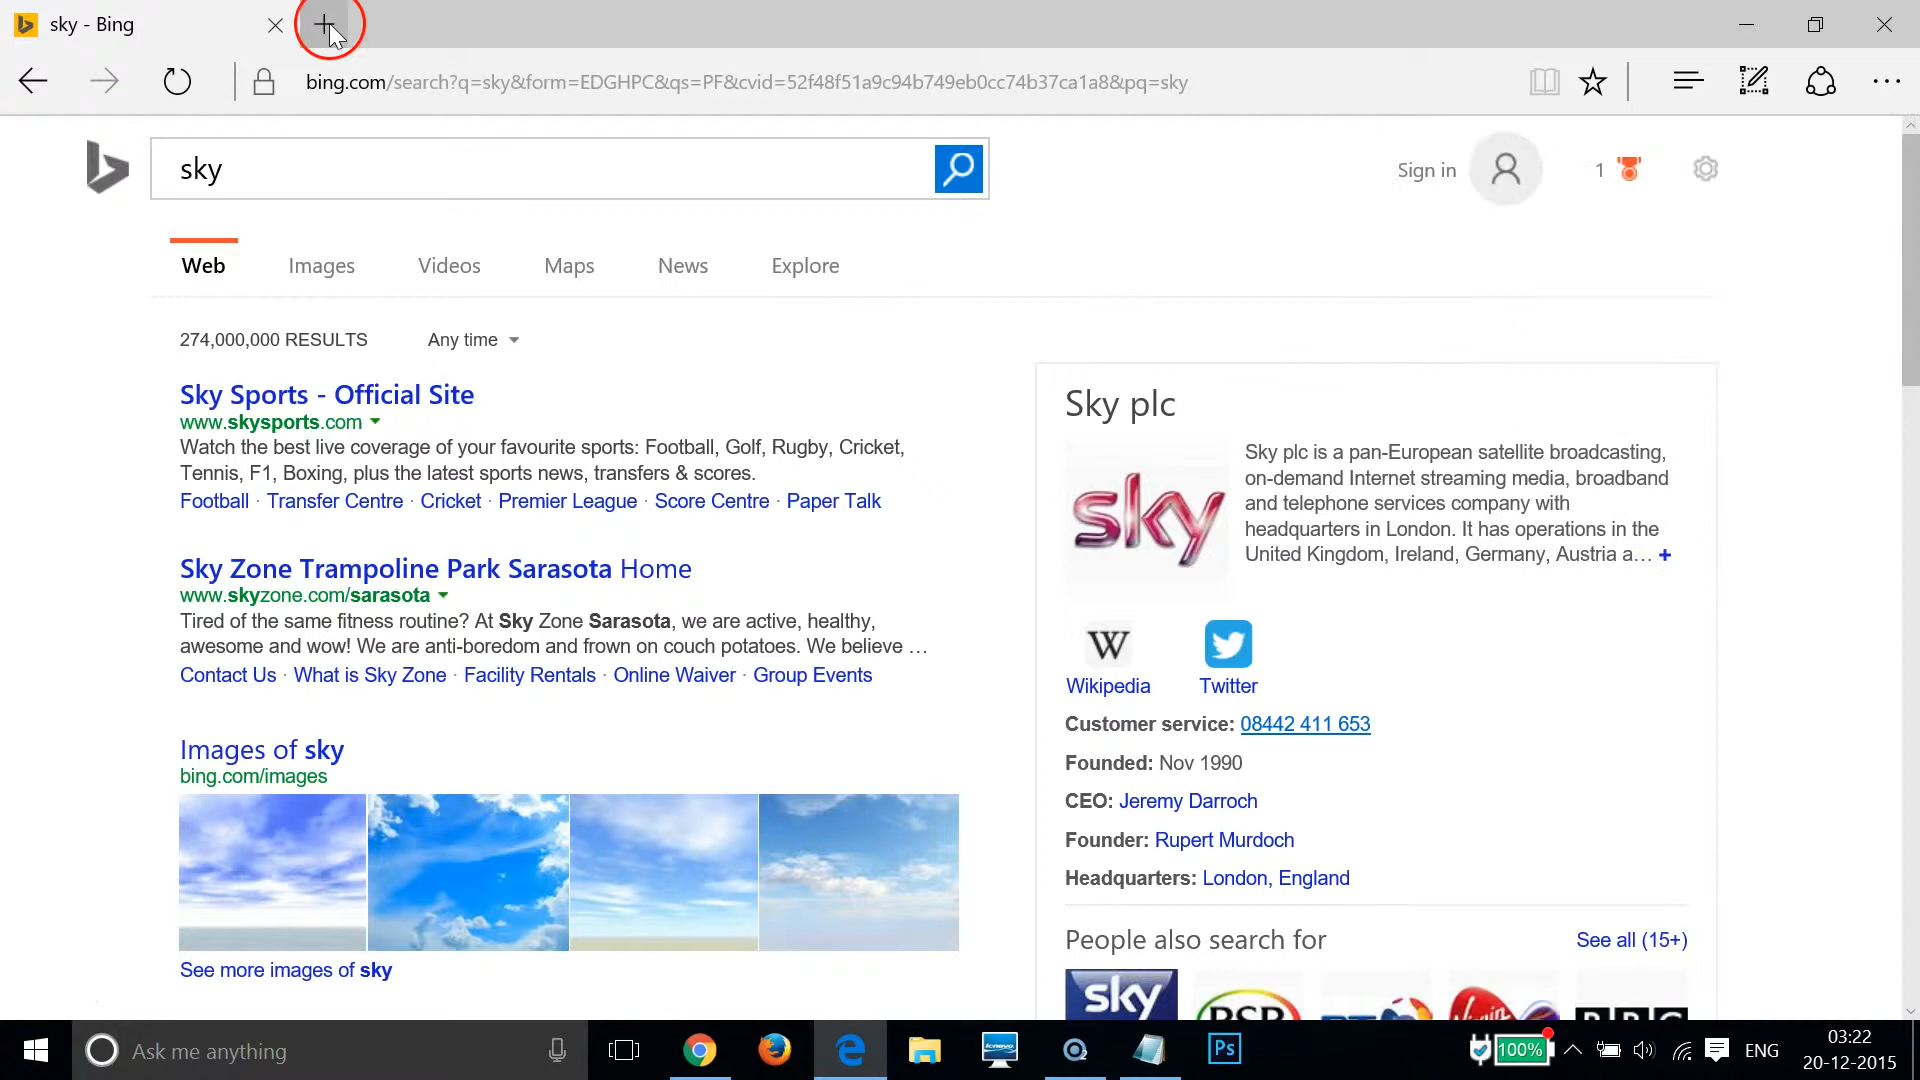 sky - Bing
bing.com/search?q=sky&form=EDGHPC&qs=PF&cvid=52f48f51a9c94b749eb0cc74b37ca1a8&pq=sky
sky
Sign in
1
Web Images Videos Maps News Explore
274,000,000 RESULTS Any time
Sky Sports - Official Site
www.skysports.com
Watch the best live coverage of your favourite sports: Football, Golf, Rugby, Cricket,
Tennis, F1, Boxing, plus the latest sports news, transfers & scores.
Football · Transfer Centre · Cricket · Premier League · Score Centre · Paper Talk
Sky Zone Trampoline Park Sarasota Home
www.skyzone.com/sarasota
Tired of the same fitness routine? At Sky Zone Sarasota, we are active, healthy,
awesome and wow! We are anti-boredom and frown on couch potatoes. We believe ...
Contact Us · What is Sky Zone · Facility Rentals · Online Waiver · Group Events
Images of sky
bing.com/images
See more images of sky
Sky plc
sky
Sky plc is a pan-European satellite broadcasting,
on-demand Internet streaming media, broadband
and telephone services company with
headquarters in London. It has operations in the
United Kingdom, Ireland, Germany, Austria a... +
W
Wikipedia Twitter
Customer service: 08442 411 653
Founded: Nov 1990
CEO: Jeremy Darroch
Founder: Rupert Murdoch
Headquarters: London, England
People also search for See all (15+)
sky
Ask me anything
lenovo
Ps
100%
ENG
03:22
20-12-2015